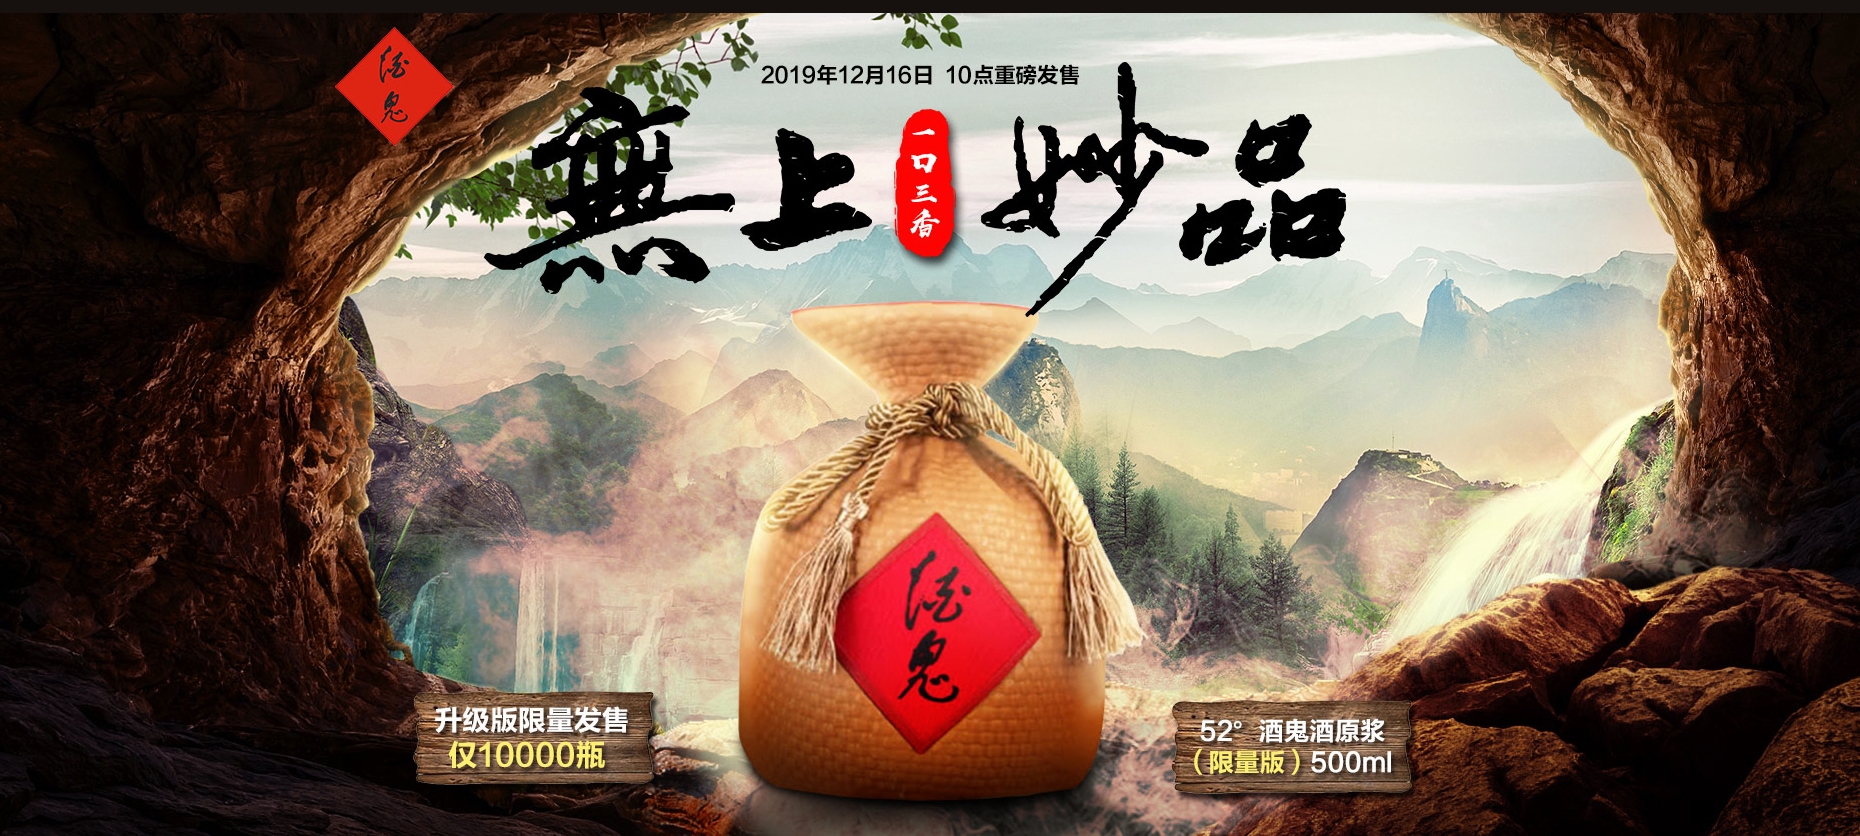 酒鬼
2019年12月16日 10点重磅发售
無上妙品
一口三香
酒鬼
升级版限量发售
仅10000瓶
52° 酒鬼酒原浆
（限量版）500ml